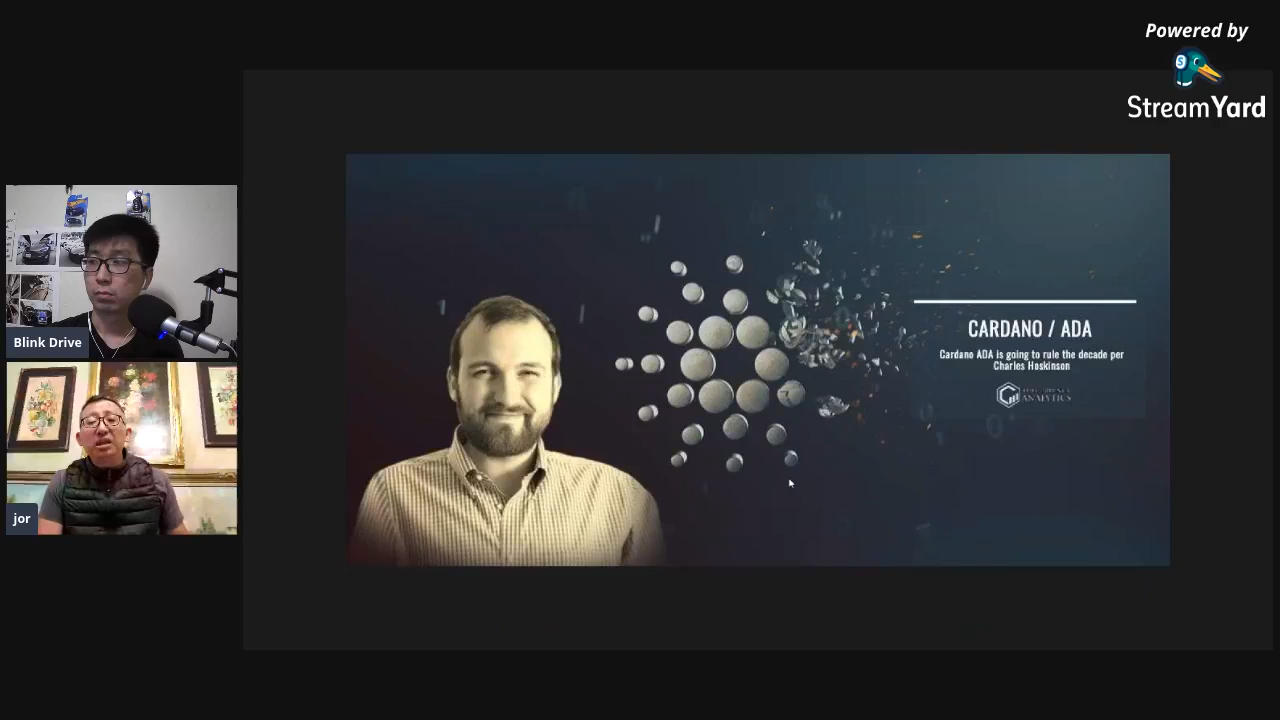 Powered by
StreamYard
Blink Drive
jor
CARDANO / ADA
Cardano ADA is going to rule the decade per
Charles Hoskinson
ANALYTICS